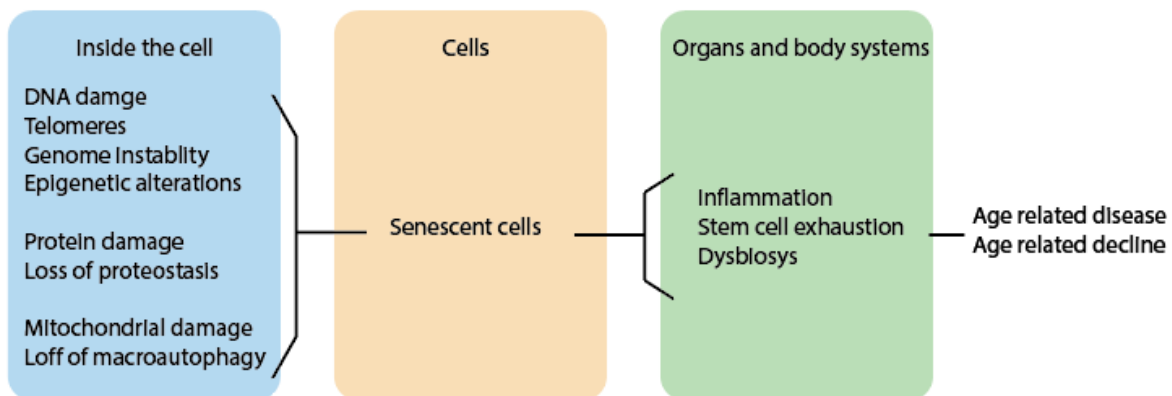 Inside the cell
DNA damge
Telomeres
Genome Instablity
Epigenetic alterations
Protein damage
Loss of proteostasis
Mitochondrial damage
Loff of macroautophagy
Cells
Senescent cells
Organs and body systems
Inflammation
Stem cell exhaustion
Dysbiosys
Age related disease
Age related decline